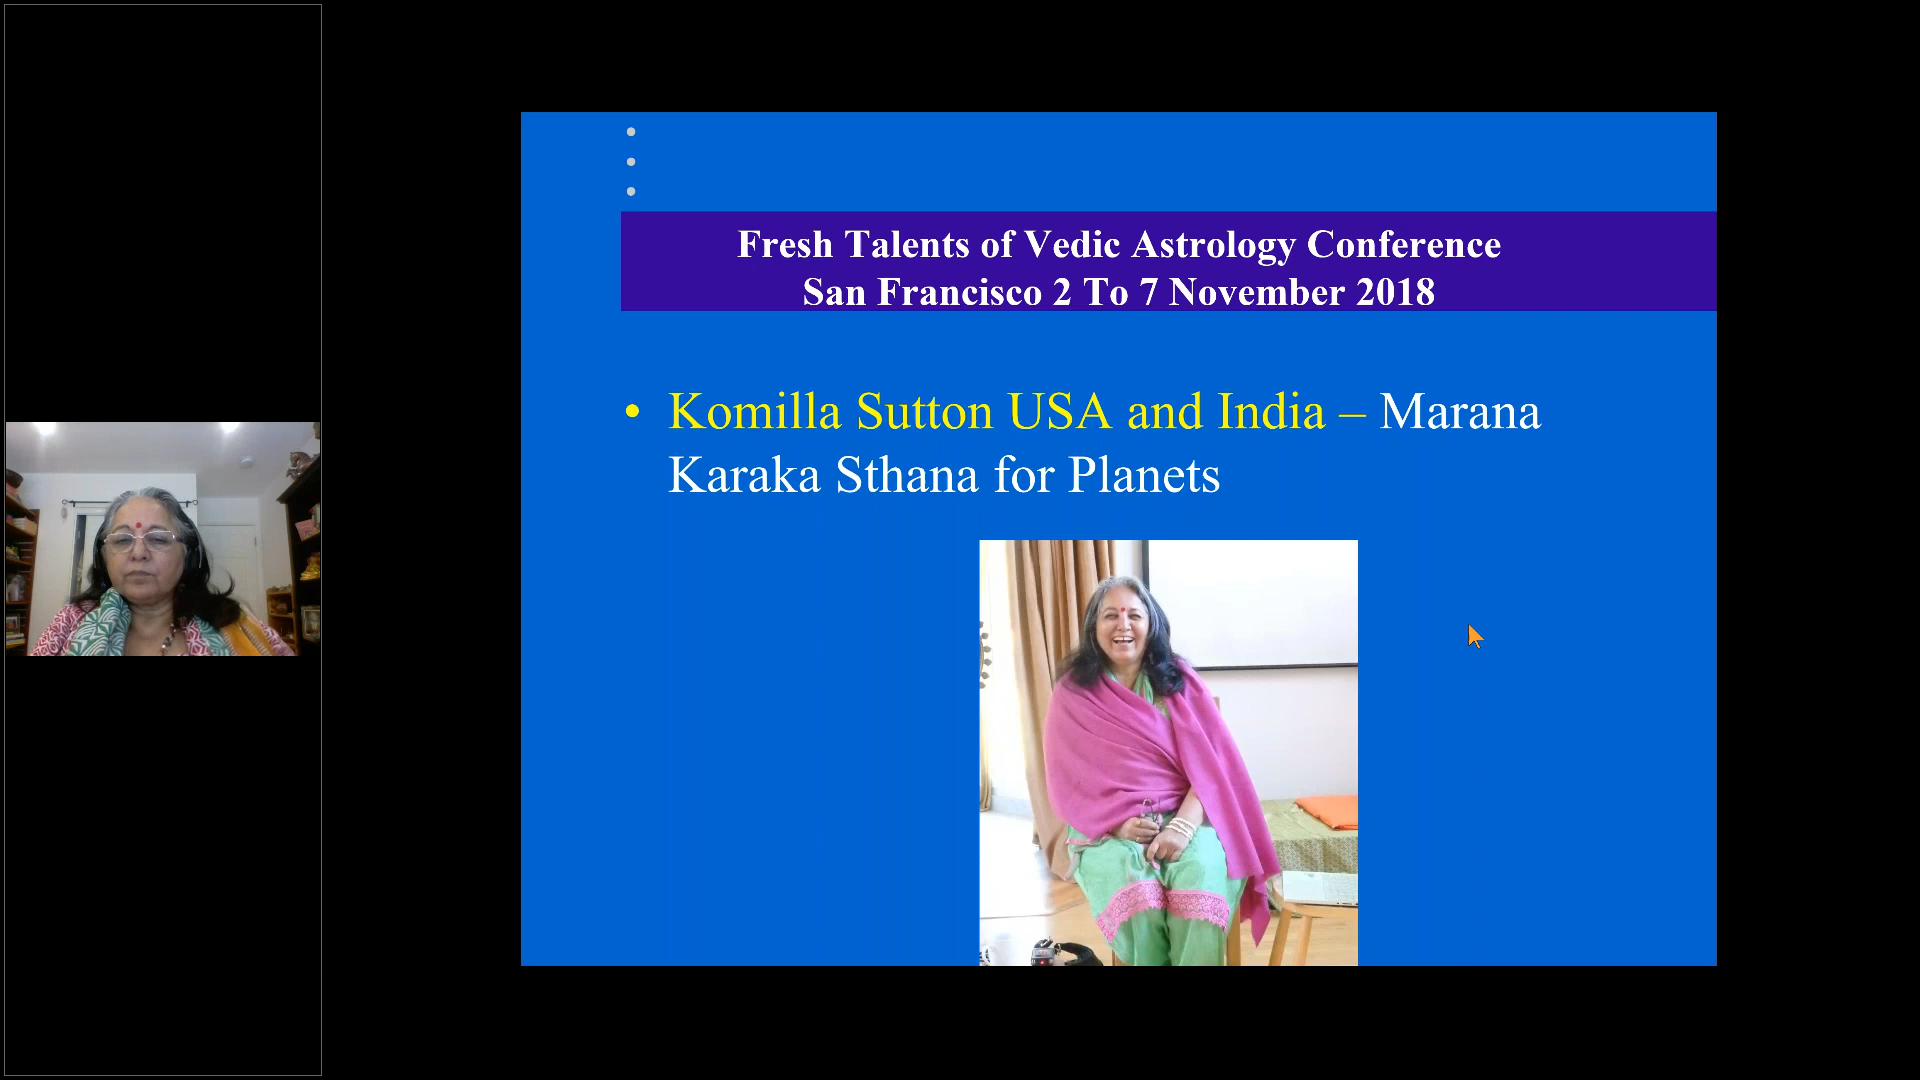 Fresh Talents of Vedic Astrology Conference
San Francisco 2 To 7 November 2018
• Komilla Sutton USA and India – Marana
Karaka Sthana for Planets